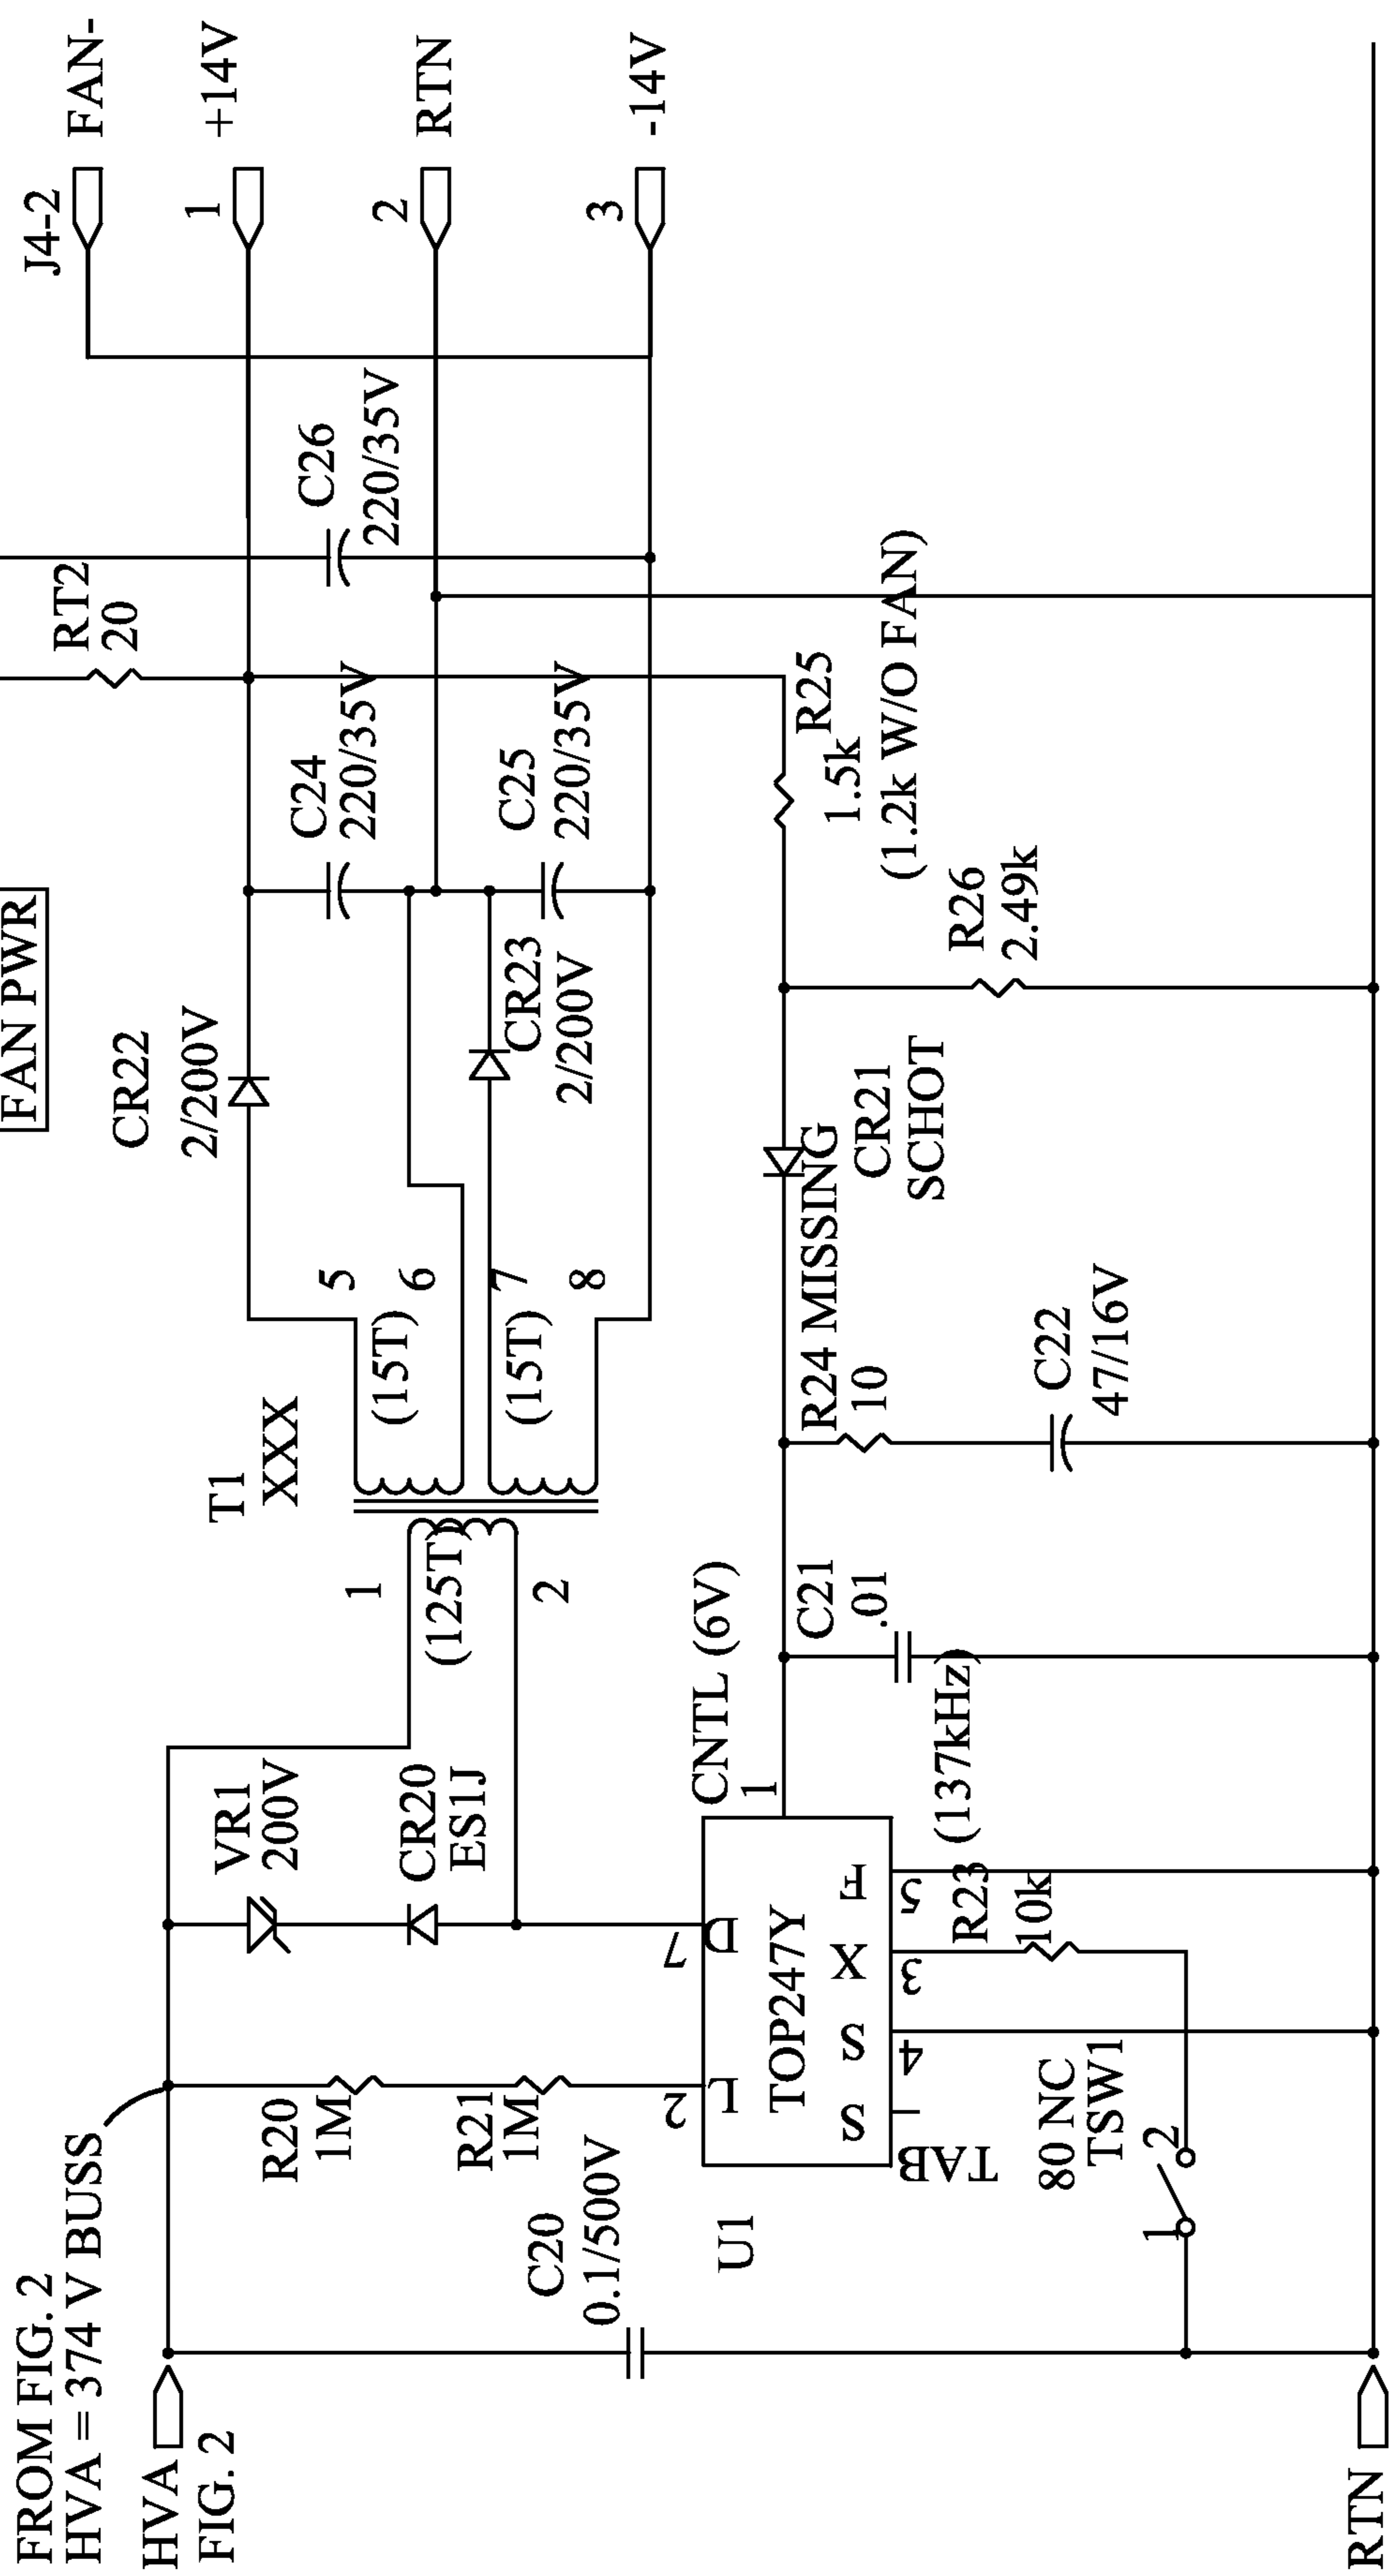 FROM FIG. 2
HVA = 374 V BUSS
HVA
FIG. 2
RTN
C20
0.1/500V
R20
1M
R21
1M
VR1
200V
CR20
ES1J
U1
TOP247Y
L
D
S
S
X
F
2
7
TAB
4
3
5
80 NC
TSW1
1
2
R23
10k
(137kHz)
CNTL (6V)
1
C21
.01
T1
XXX
1
(125T)
2
5
(15T)
6
7
(15T)
8
R24 MISSING
10
C22
47/16V
CR21
SCHOT
FAN PWR
CR22
2/200V
CR23
2/200V
C24
220/35V
C25
220/35V
R26
2.49k
R25
1.5k
(1.2k W/O FAN)
RT2
20
C26
220/35V
J4-2
FAN-
1
+14V
2
RTN
3
-14V